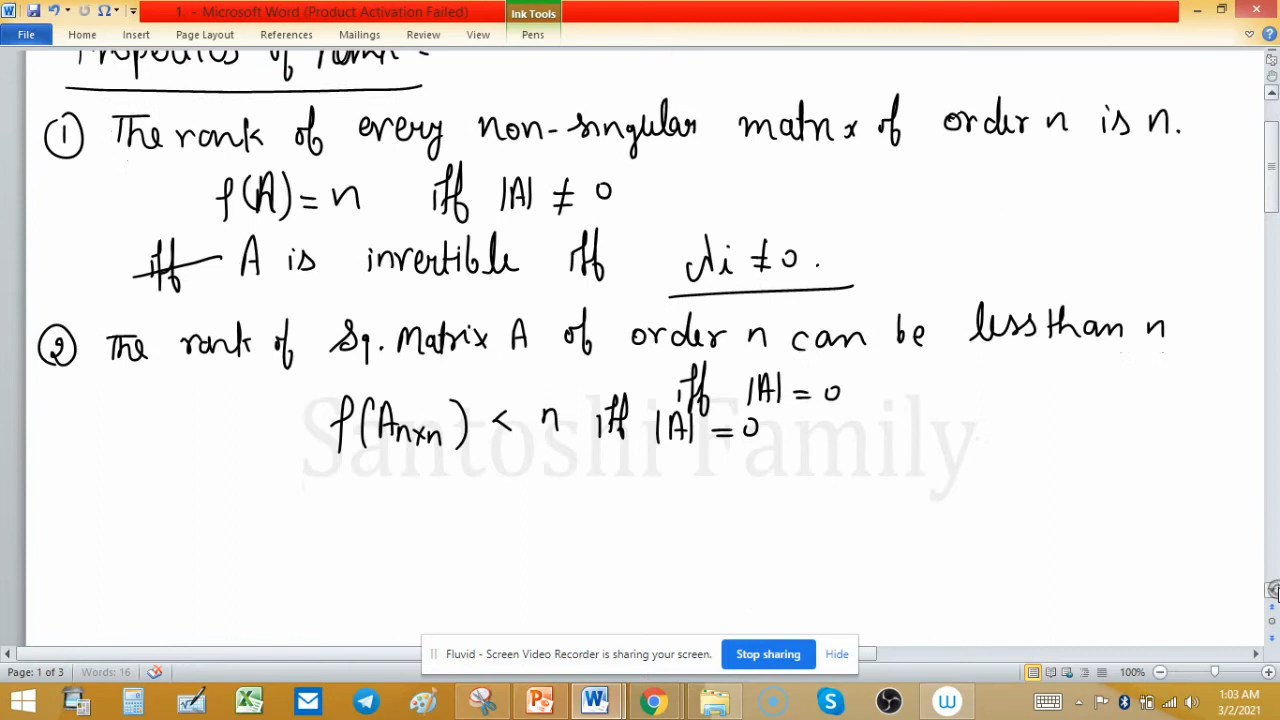 1. - Microsoft Word (Product Activation Failed)
Ink Tools
File Home Insert Page Layout References Mailings Review View Pens
Properties of Rank :
① The rank of every non-singular matrix of order n is n.
ρ(A) = n iff |A| ≠ 0
iff A is invertible iff λi ≠ 0.
② The rank of Sq. Matrix A of order n can be less than n
iff |A| = 0
ρ(An×n) < n iff |A| = 0
Santoshi Family
Fluvid - Screen Video Recorder is sharing your screen. Stop sharing Hide
Page: 1 of 3 Words: 16 100%
1:03 AM
3/2/2021